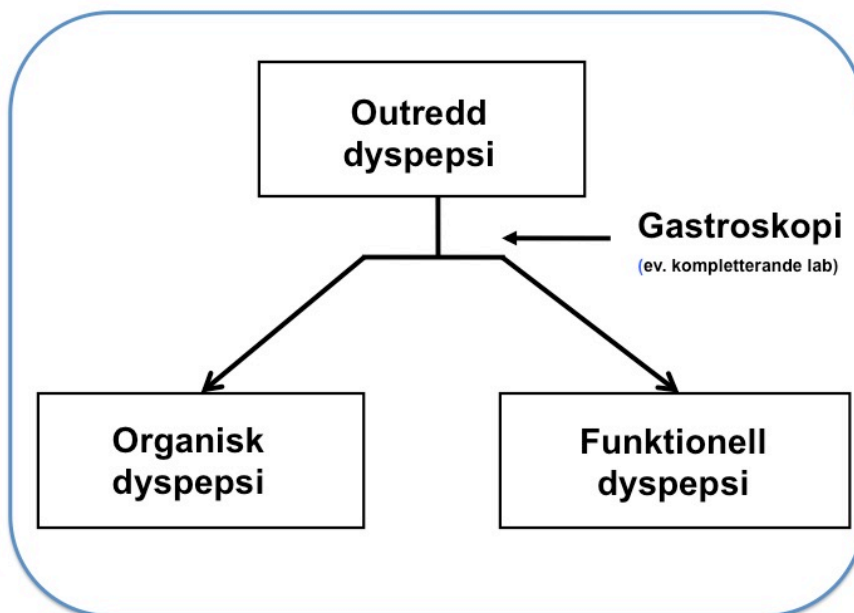 Outredd
dyspepsi
Gastroskopi
(ev. kompletterande lab)
Organisk
dyspepsi
Funktionell
dyspepsi